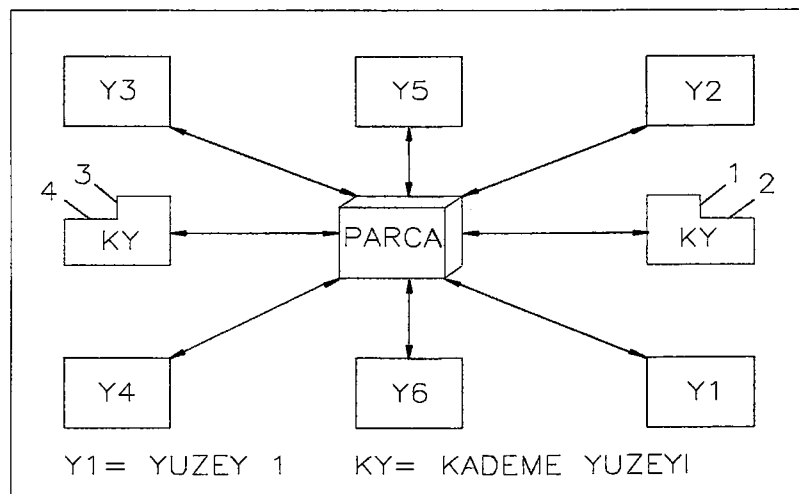 Y3 Y5 Y2
3 1
4 2
KY PARCA KY
Y4 Y6 Y1
Y1= YUZEY 1 KY= KADEME YUZEYI